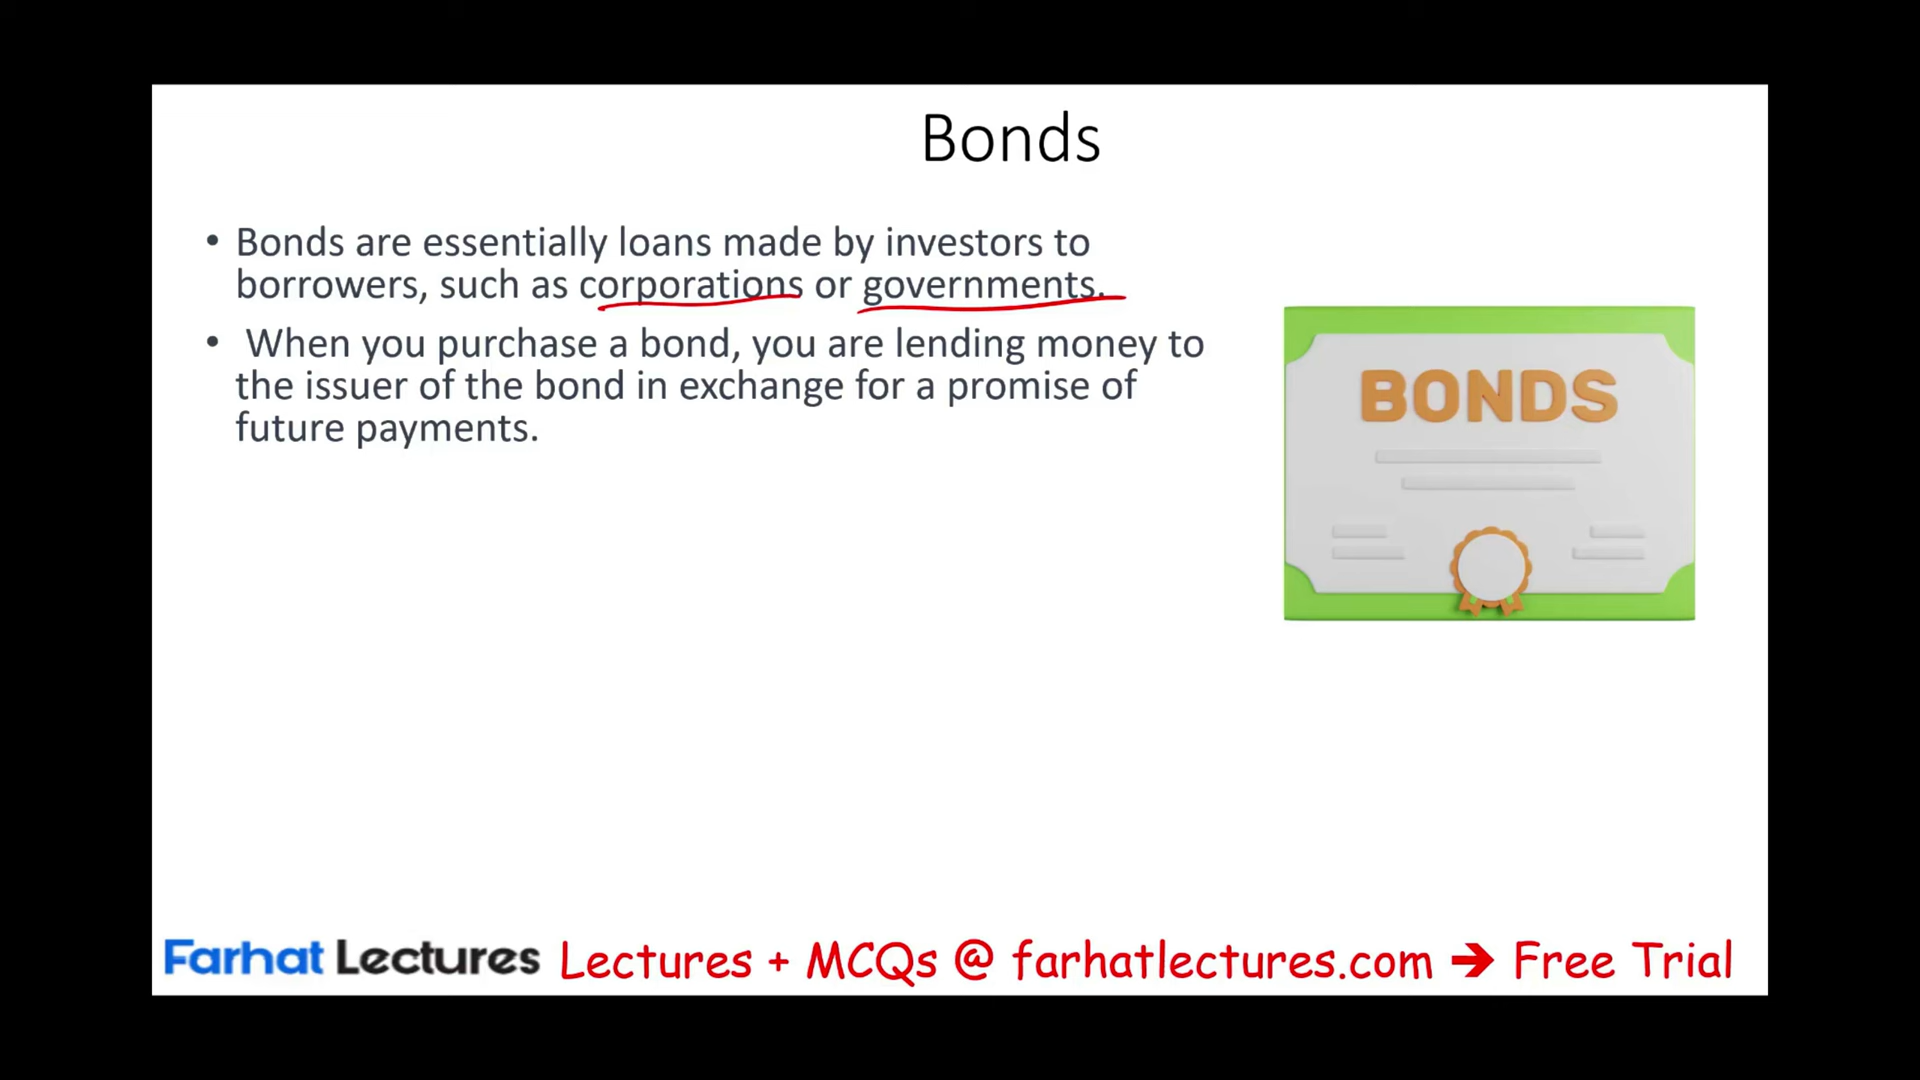 Bonds
• Bonds are essentially loans made by investors to
borrowers, such as corporations or governments.
• When you purchase a bond, you are lending money to
the issuer of the bond in exchange for a promise of
future payments.
BONDS
Farhat Lectures Lectures + MCQs @ farhatlectures.com → Free Trial